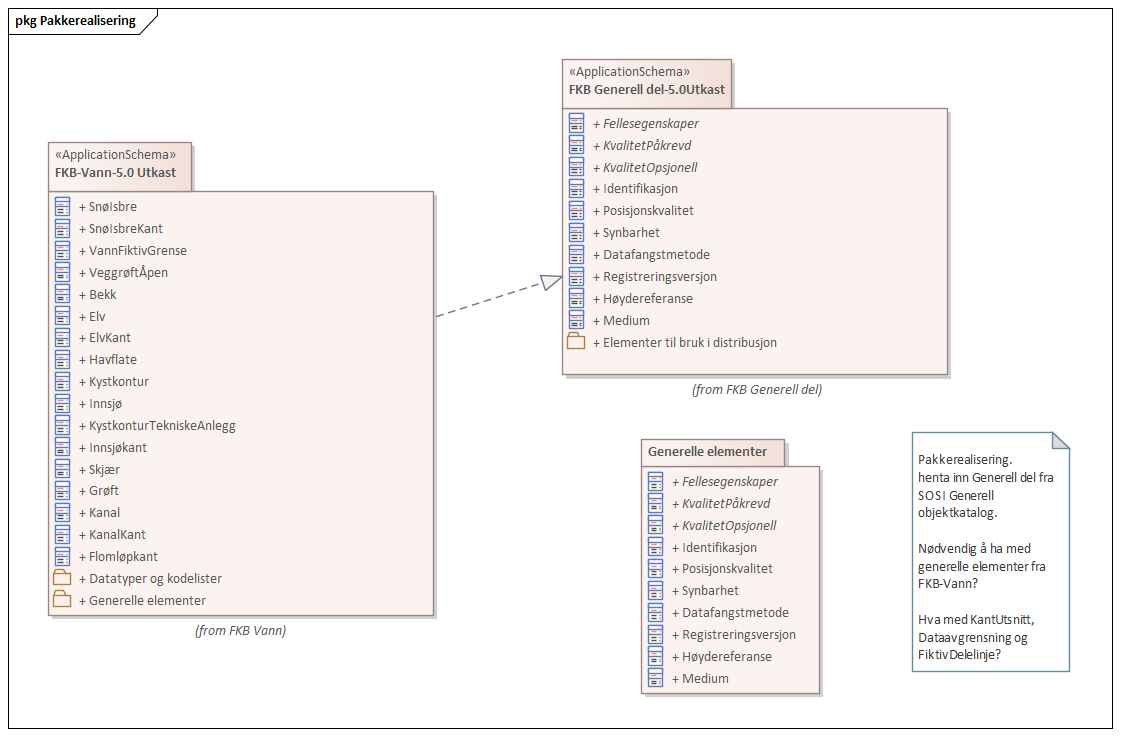 pkg Pakkerealisering
«ApplicationSchema»
FKB-Vann-5.0 Utkast
+ SnøIsbre
+ SnøIsbreKant
+ VannFiktivGrense
+ VeggrøftÅpen
+ Bekk
+ Elv
+ ElvKant
+ Havflate
+ Kystkontur
+ Innsjø
+ KystkonturTekniskeAnlegg
+ Innsjøkant
+ Skjær
+ Grøft
+ Kanal
+ KanalKant
+ Flomløpkant
+ Datatyper og kodelister
+ Generelle elementer
(from FKB Vann)
«ApplicationSchema»
FKB Generell del-5.0Utkast
+ Fellesegenskaper
+ KvalitetPåkrevd
+ KvalitetOpsjonell
+ Identifikasjon
+ Posisjonskvalitet
+ Synbarhet
+ Datafangstmetode
+ Registreringsversjon
+ Høydereferanse
+ Medium
+ Elementer til bruk i distribusjon
(from FKB Generell del)
Generelle elementer
+ Fellesegenskaper
+ KvalitetPåkrevd
+ KvalitetOpsjonell
+ Identifikasjon
+ Posisjonskvalitet
+ Synbarhet
+ Datafangstmetode
+ Registreringsversjon
+ Høydereferanse
+ Medium
Pakkerealisering.
henta inn Generell del fra
SOSI Generell
objektkatalog.
Nødvendig å ha med
generelle elementer fra
FKB-Vann?
Hva med KantUtsnitt,
Dataavgrensning og
FiktivDelelinje?